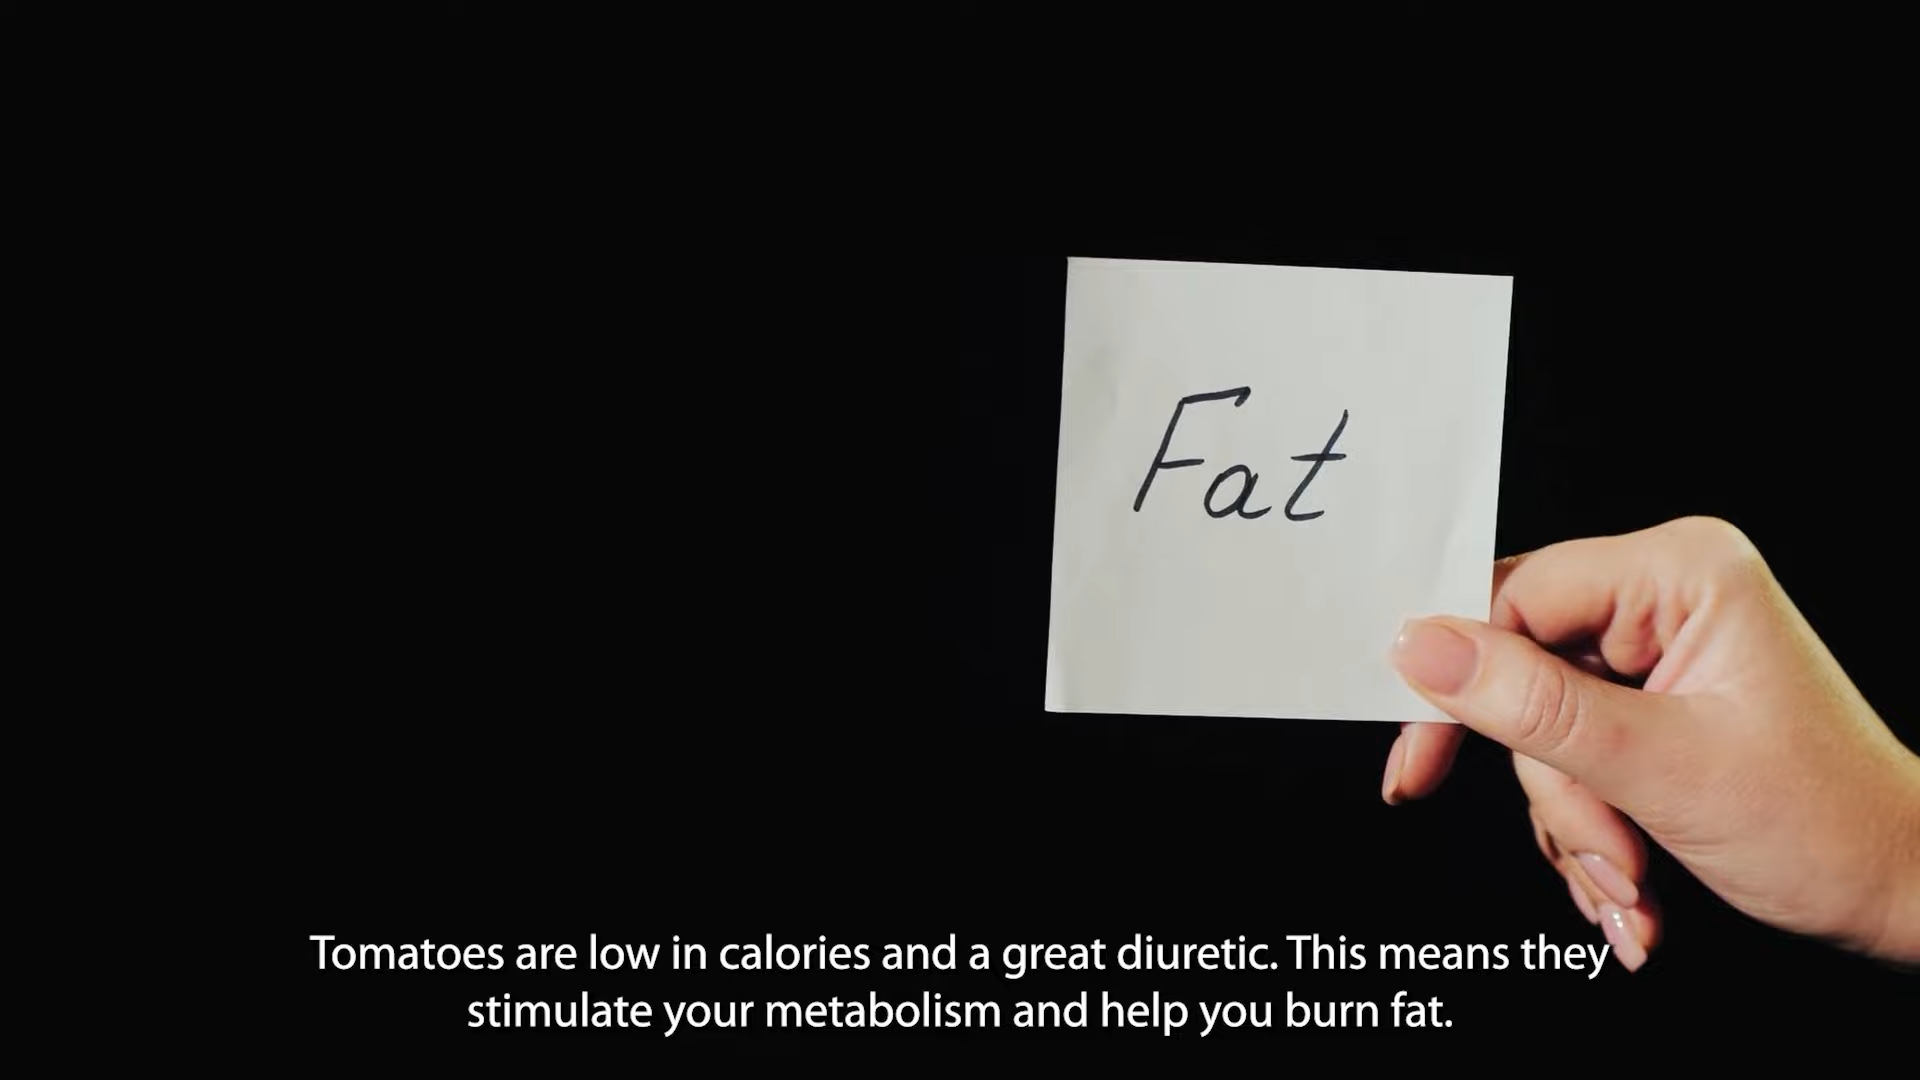 Fat
Tomatoes are low in calories and a great diuretic. This means they
stimulate your metabolism and help you burn fat.